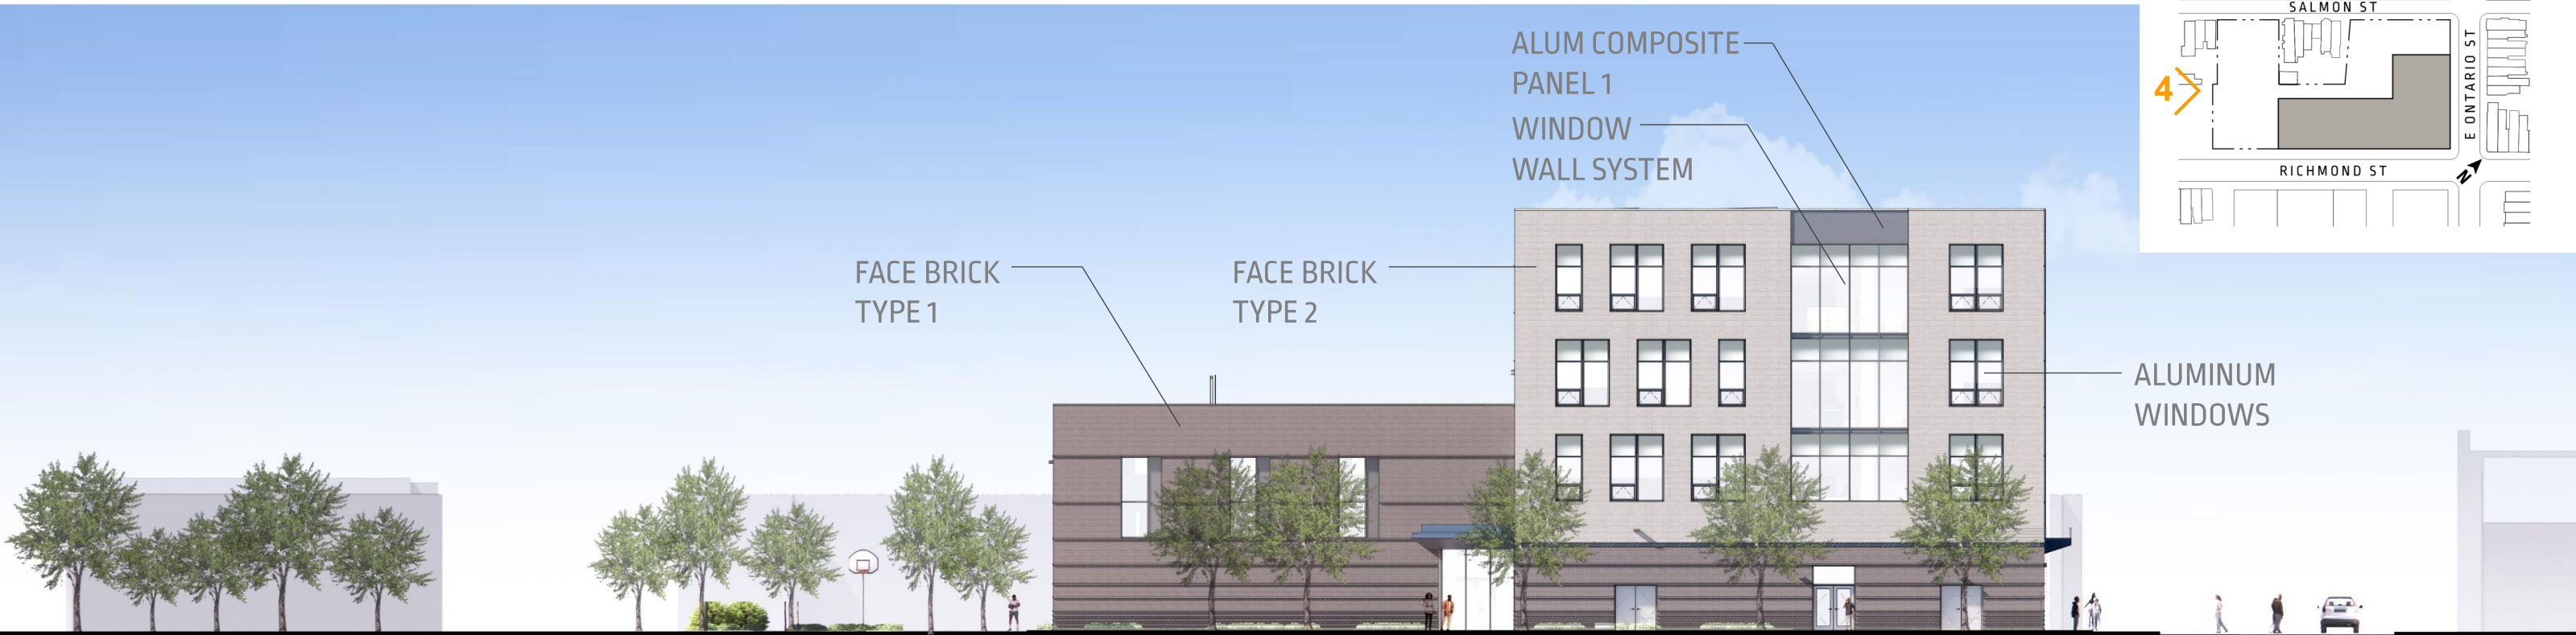 SALMON ST
E ONTARIO ST
4
RICHMOND ST
N
ALUM COMPOSITE
PANEL 1
WINDOW
WALL SYSTEM
FACE BRICK
TYPE 1
FACE BRICK
TYPE 2
ALUMINUM
WINDOWS